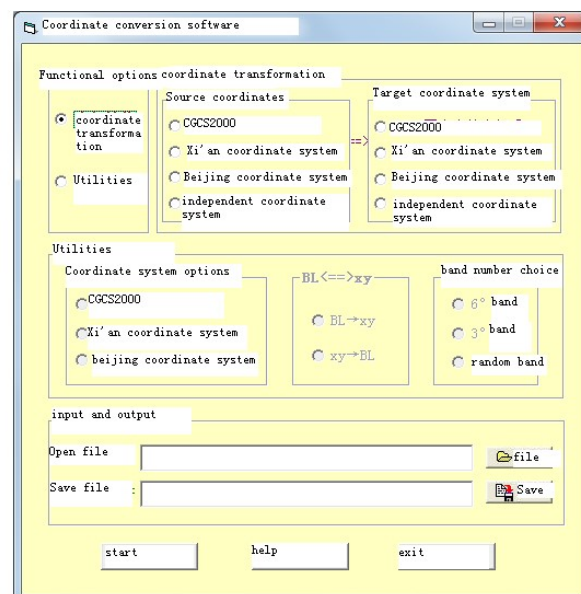 Coordinate conversion software
Functional options
coordinate transformation
coordinate
transforma
tion
Utilities
Source coordinates
CGCS2000
Xi'an coordinate system
Beijing coordinate system
independent coordinate
system
==>
Target coordinate system
CGCS2000
Xi'an coordinate system
Beijing coordinate system
independent coordinate
system
Utilities
Coordinate system options
CGCS2000
Xi'an coordinate system
beijing coordinate system
BL<==>xy
BL→xy
xy→BL
band number choice
6° band
3° band
random band
input and output
Open file
file
Save file :
Save
start
help
exit